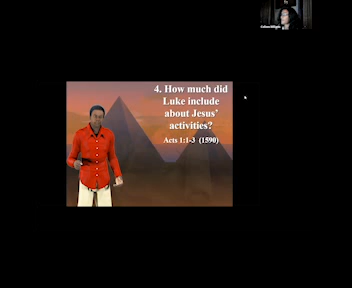 4. How much did
Luke include
about Jesus'
activities?
Acts 1:1-3 (1590)